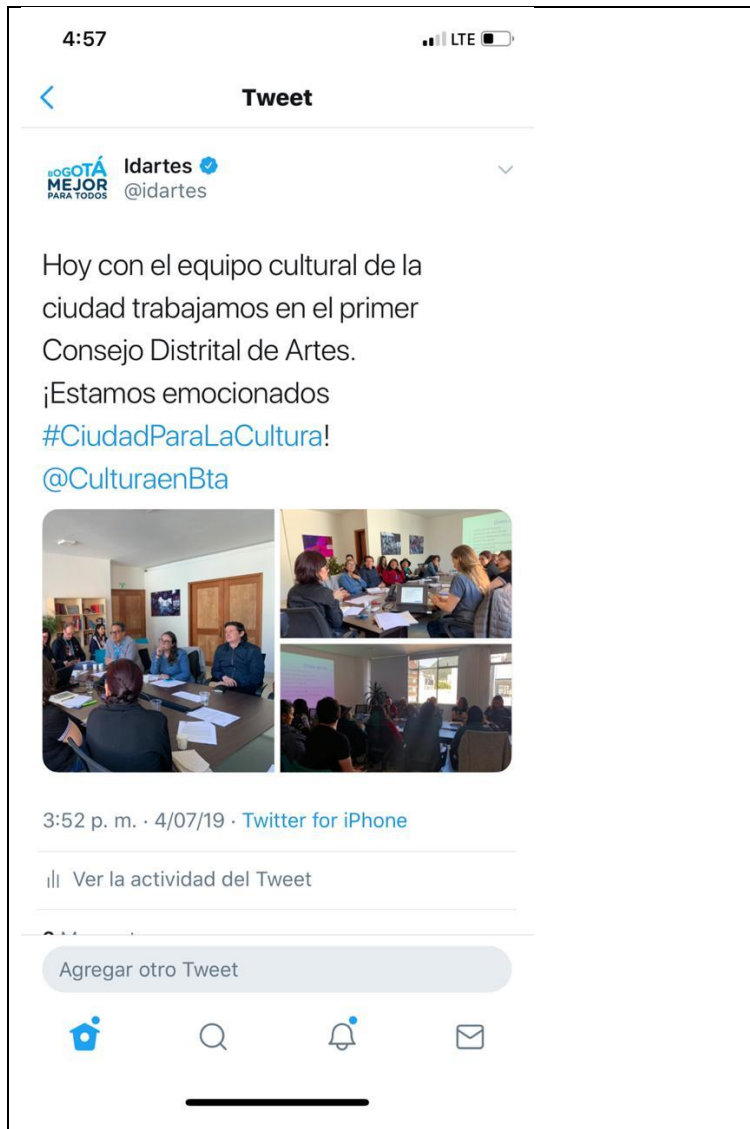 4:57
LTE
Tweet
BOGOTÁ
MEJOR
PARA TODOS
Idartes
@idartes
Hoy con el equipo cultural de la
ciudad trabajamos en el primer
Consejo Distrital de Artes.
¡Estamos emocionados
#CiudadParaLaCultura!
@CulturaenBta
3:52 p. m. · 4/07/19 · Twitter for iPhone
Ver la actividad del Tweet
Agregar otro Tweet